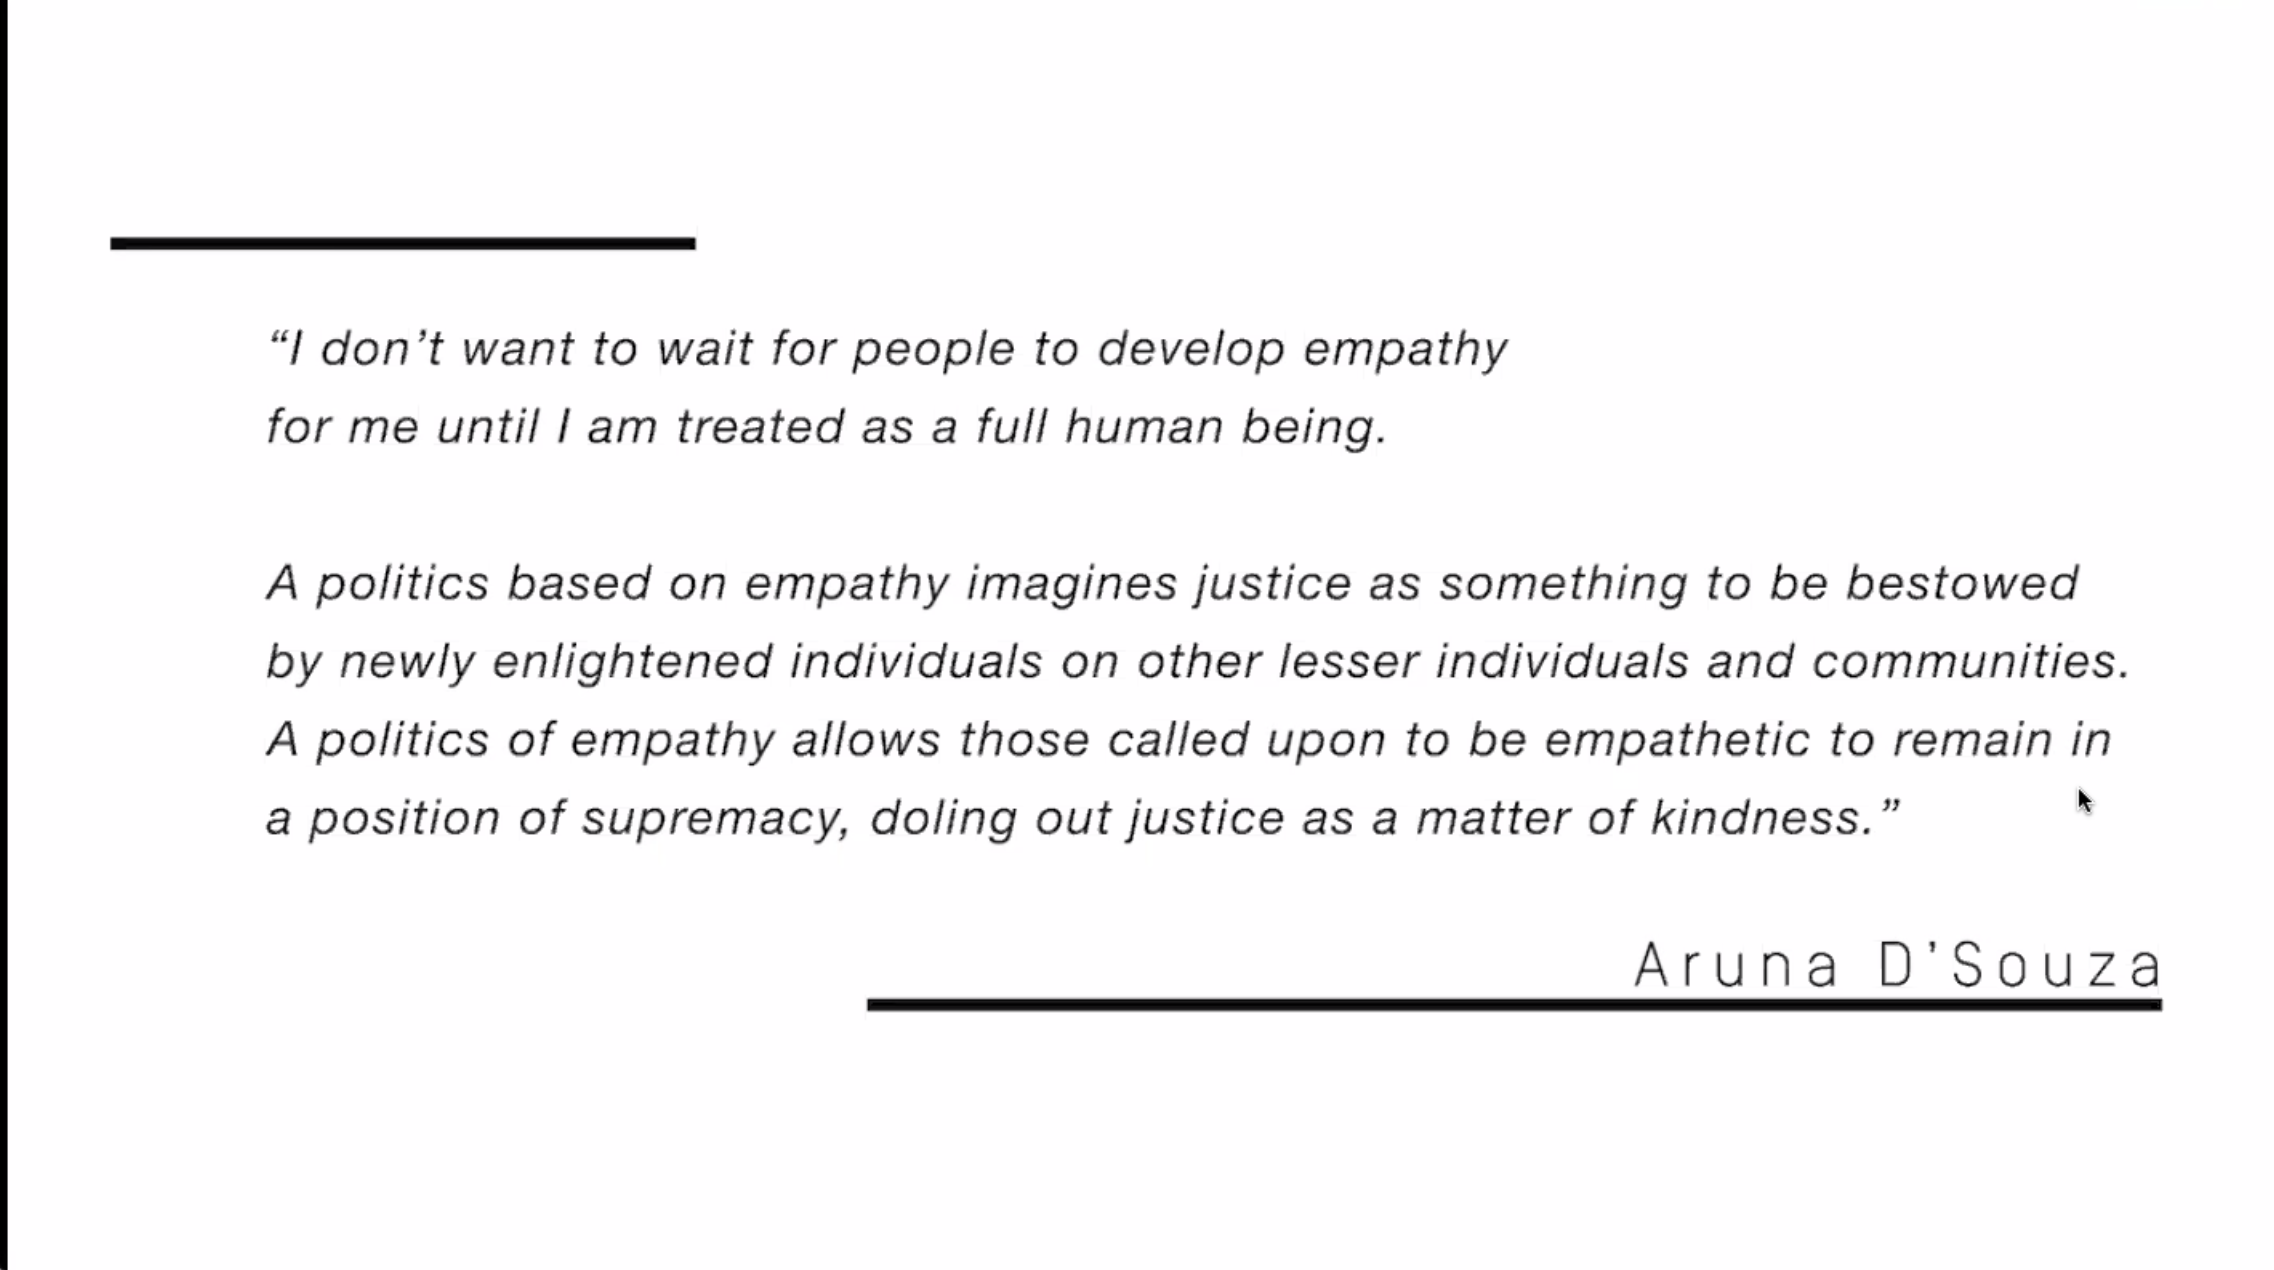 “I don’t want to wait for people to develop empathy
for me until I am treated as a full human being.
A politics based on empathy imagines justice as something to be bestowed
by newly enlightened individuals on other lesser individuals and communities.
A politics of empathy allows those called upon to be empathetic to remain in
a position of supremacy, doling out justice as a matter of kindness.”
Aruna D'Souza